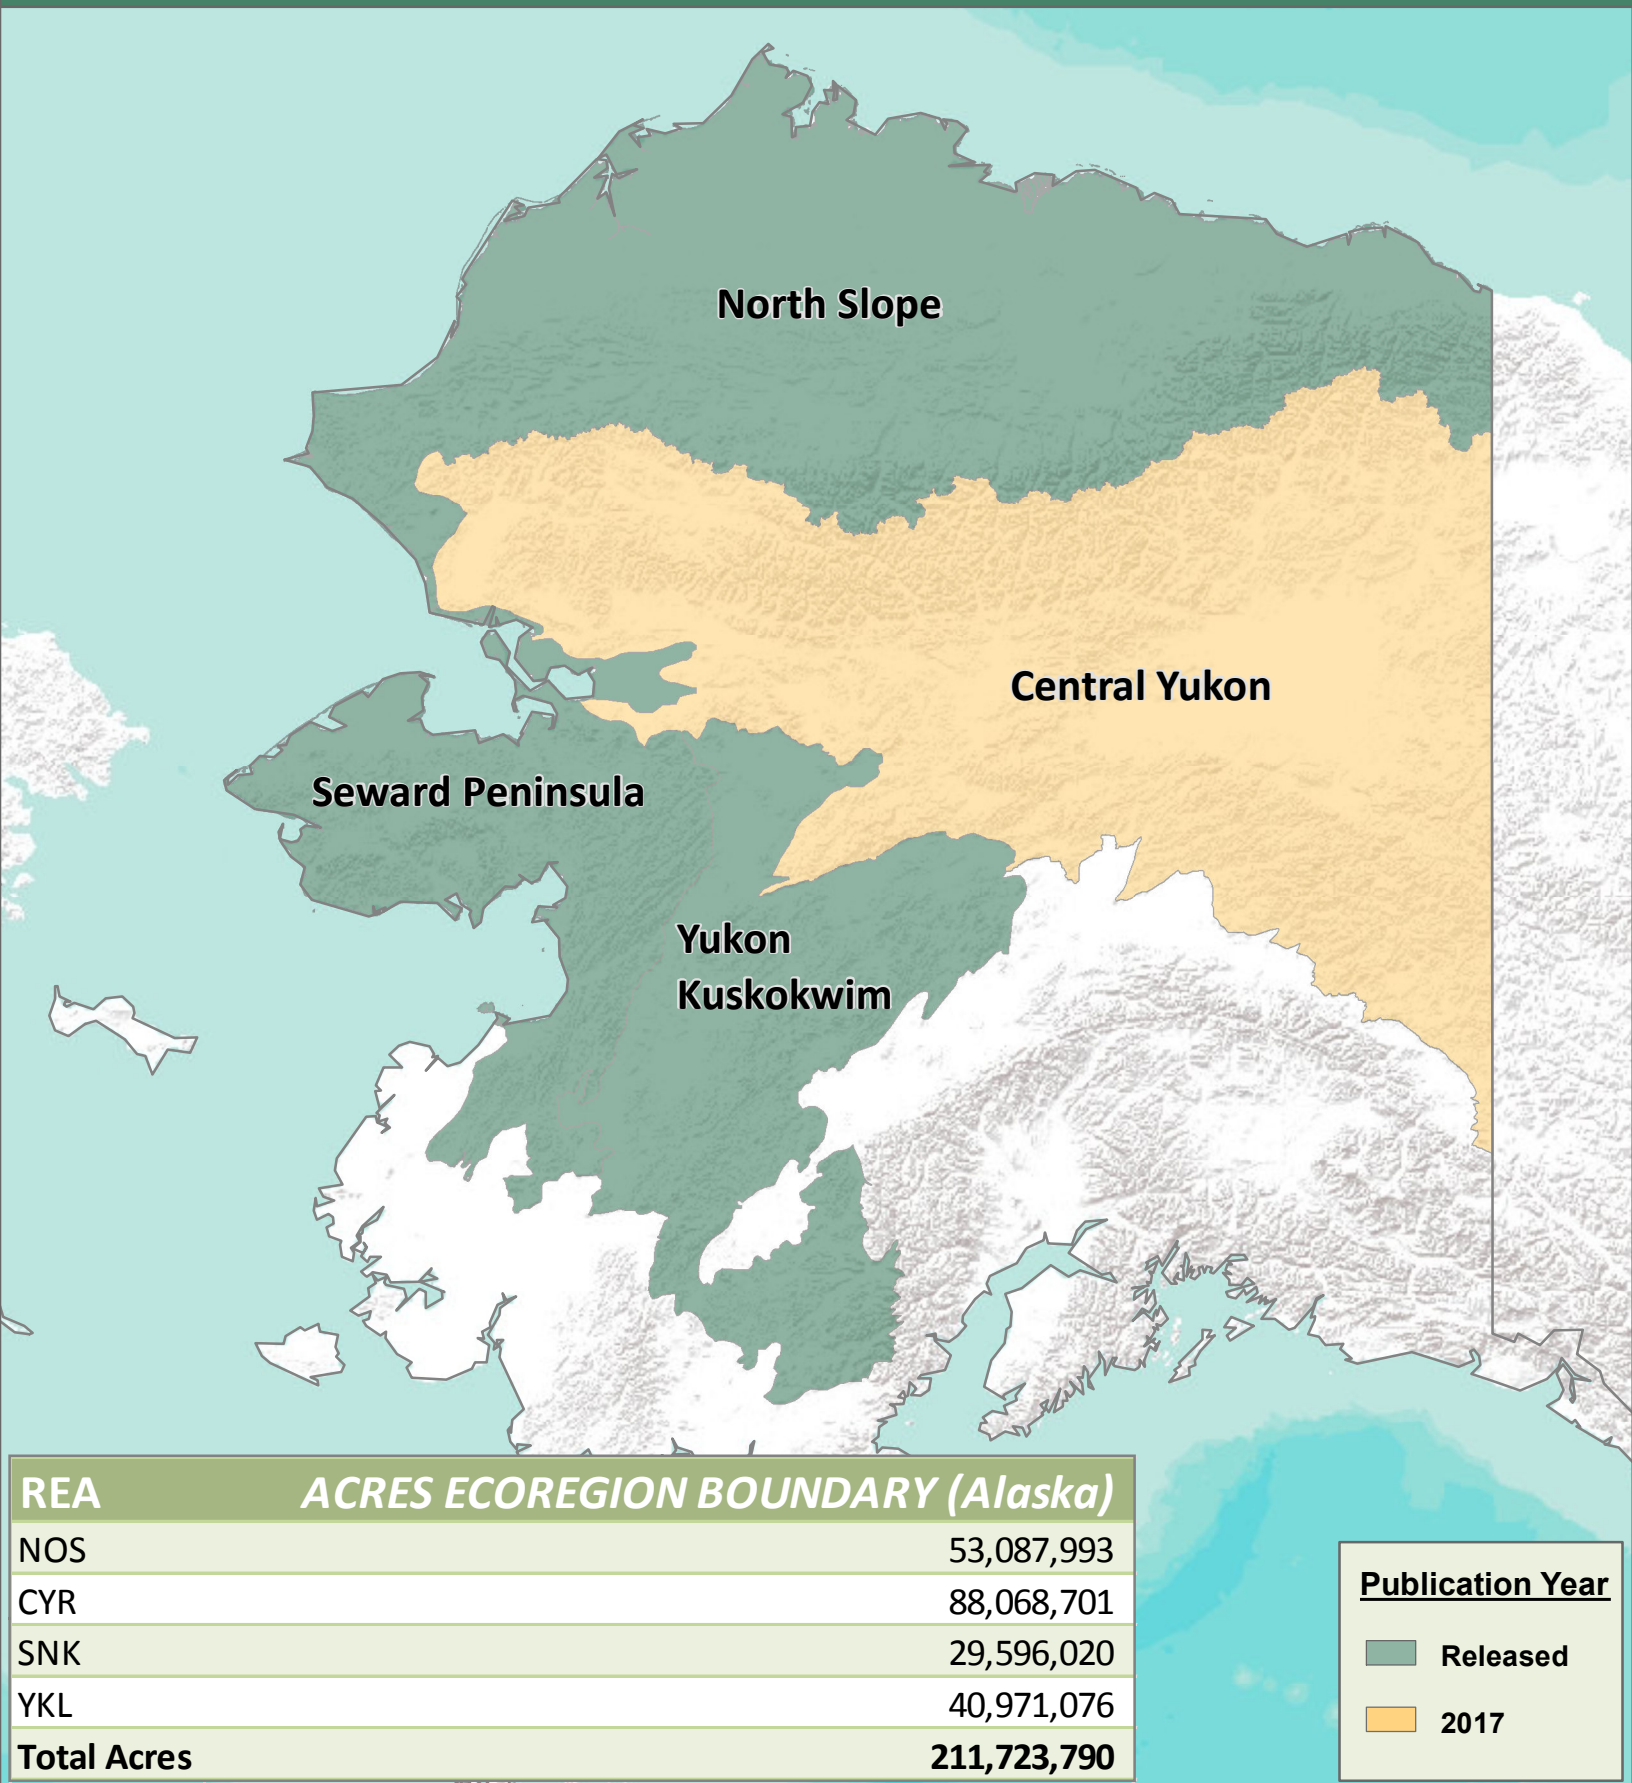 North Slope
Central Yukon
Seward Peninsula
Yukon
Kuskokwim
REA ACRES ECOREGION BOUNDARY (Alaska)
NOS 53,087,993
CYR 88,068,701
SNK 29,596,020
YKL 40,971,076
Total Acres 211,723,790
Publication Year
Released
2017